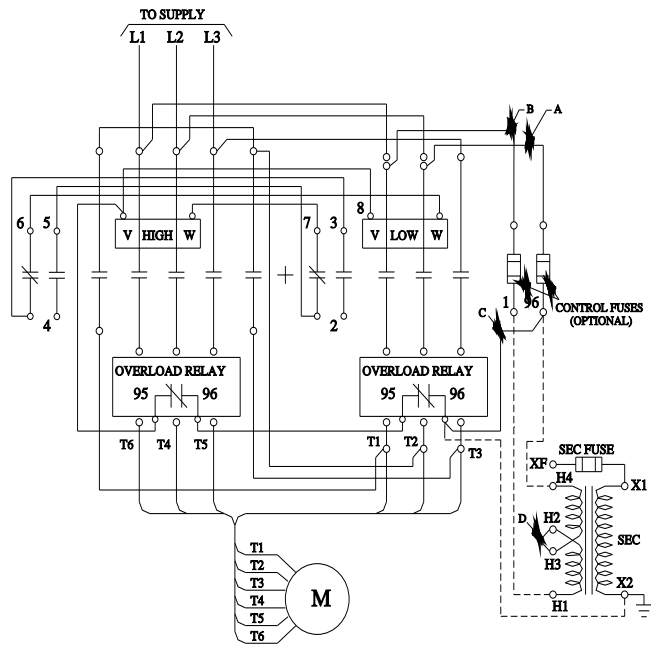 TO SUPPLY
L1 L2 L3
B A
6 5 7 3 8
V HIGH W V LOW W
1 96
CONTROL FUSES
(OPTIONAL)
4 2
C
OVERLOAD RELAY OVERLOAD RELAY
95 96 95 96
T6 T4 T5 T1 T2 T3
SEC FUSE
XF
H4 X1
D H2 SEC
H3
X2
H1
T1
T2
T3
T4
T5
T6
M